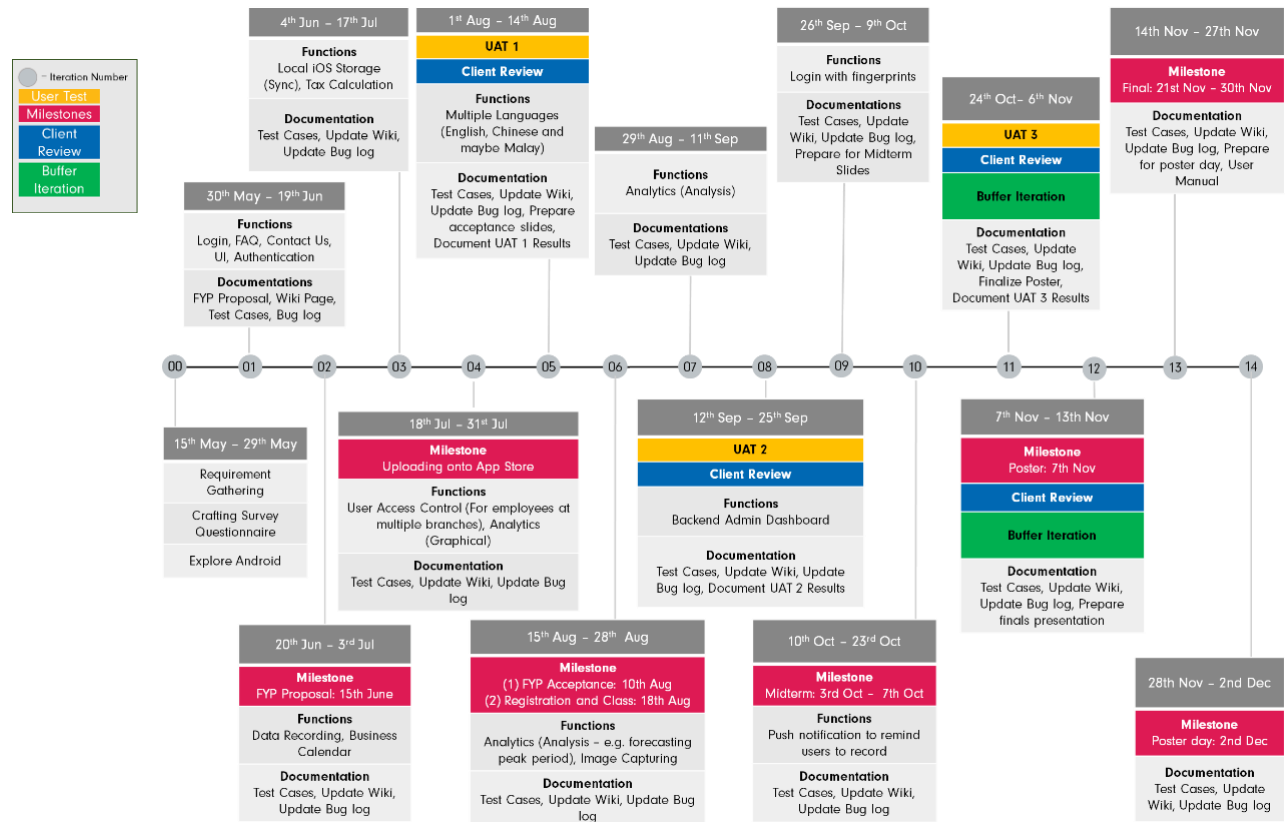 = Iteration Number
User Test
Milestones
Client
Review
Buffer
Iteration
4th Jun – 17th Jul
Functions
Local iOS Storage
(Sync), Tax Calculation
Documentation
Test Cases, Update Wiki,
Update Bug log
1st Aug – 14th Aug
UAT 1
Client Review
Functions
Multiple Languages
(English, Chinese and
maybe Malay)
Documentation
Test Cases, Update Wiki,
Update Bug log, Prepare
acceptance slides,
Document UAT 1 Results
26th Sep – 9th Oct
Functions
Login with fingerprints
Documentations
Test Cases, Update
Wiki, Update Bug log,
Prepare for Midterm
Slides
14th Nov – 27th Nov
Milestone
Final: 21st Nov – 30th Nov
Documentation
Test Cases, Update Wiki,
Update Bug log, Prepare
for poster day, User
Manual
30th May – 19th Jun
Functions
Login, FAQ, Contact Us,
UI, Authentication
Documentations
FYP Proposal, Wiki Page,
Test Cases, Bug log
29th Aug – 11th Sep
Functions
Analytics (Analysis)
Documentations
Test Cases, Update Wiki,
Update Bug log
24th Oct– 6th Nov
UAT 3
Client Review
Buffer Iteration
Documentation
Test Cases, Update
Wiki, Update Bug log,
Finalize Poster,
Document UAT 3 Results
00 01 02 03 04 05 06 07 08 09 10 11 12 13 14
15th May – 29th May
Requirement
Gathering
Crafting Survey
Questionnaire
Explore Android
18th Jul – 31st Jul
Milestone
Uploading onto App Store
Functions
User Access Control (For employees at
multiple branches), Analytics
(Graphical)
Documentation
Test Cases, Update Wiki, Update Bug
log
12th Sep – 25th Sep
UAT 2
Client Review
Functions
Backend Admin Dashboard
Documentation
Test Cases, Update Wiki, Update
Bug log, Document UAT 2 Results
7th Nov – 13th Nov
Milestone
Poster: 7th Nov
Client Review
Buffer Iteration
Documentation
Test Cases, Update Wiki,
Update Bug log, Prepare
finals presentation
20th Jun – 3rd Jul
Milestone
FYP Proposal: 15th June
Functions
Data Recording, Business
Calendar
Documentation
Test Cases, Update Wiki,
Update Bug log
15th Aug – 28th Aug
Milestone
(1) FYP Acceptance: 10th Aug
(2) Registration and Class: 18th Aug
Functions
Analytics (Analysis – e.g. forecasting
peak period), Image Capturing
Documentation
Test Cases, Update Wiki, Update Bug
log
10th Oct – 23rd Oct
Milestone
Midterm: 3rd Oct – 7th Oct
Functions
Push notification to remind
users to record
Documentation
Test Cases, Update Wiki,
Update Bug log
28th Nov – 2nd Dec
Milestone
Poster day: 2nd Dec
Documentation
Test Cases, Update
Wiki, Update Bug log